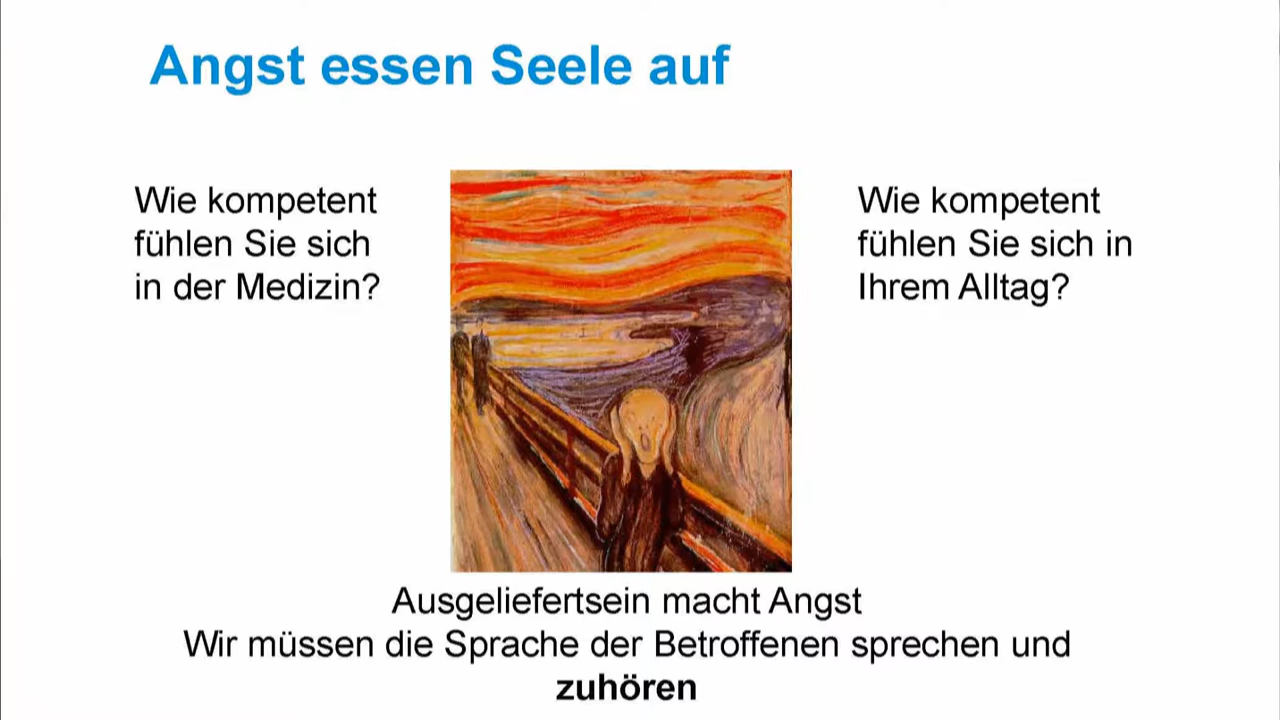 Angst essen Seele auf
Wie kompetent
fühlen Sie sich
in der Medizin?
Wie kompetent
fühlen Sie sich in
Ihrem Alltag?
Ausgeliefertsein macht Angst
Wir müssen die Sprache der Betroffenen sprechen und
zuhören